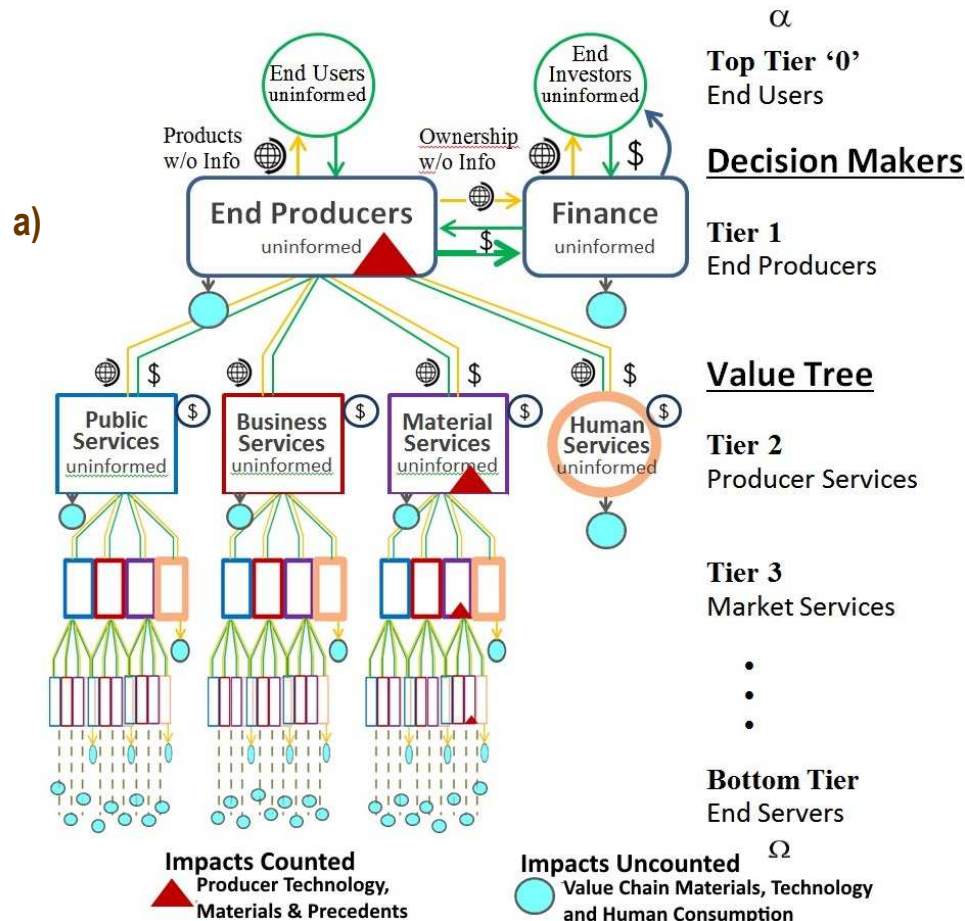 α
End Users
uninformed
End
Investors
uninformed
Top Tier ‘0’
End Users
Products
w/o Info
Ownership
w/o Info
$
Decision Makers
a)
End Producers
uninformed
$
Finance
uninformed
Tier 1
End Producers
$
$
$
Value Tree
Public
Services
uninformed
$
Business
Services
uninformed
$
Material
Services
uninformed
$
Human
Services
uninformed
$
Tier 2
Producer Services
Tier 3
Market Services
Bottom Tier
End Servers
Ω
Impacts Counted
Producer Technology,
Materials & Precedents
Impacts Uncounted
Value Chain Materials, Technology
and Human Consumption